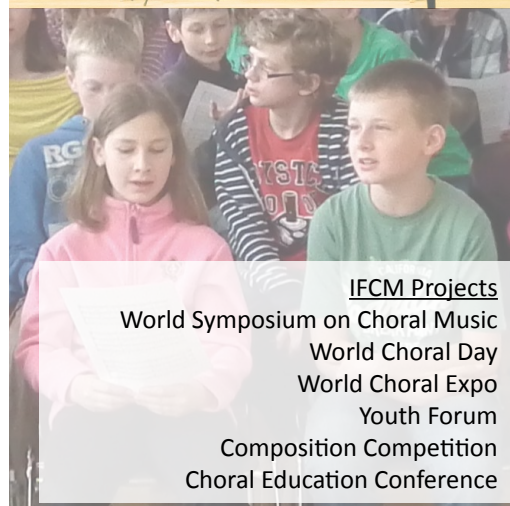 RG
IFCM Projects
World Symposium on Choral Music
World Choral Day
World Choral Expo
Youth Forum
Composition Competition
Choral Education Conference